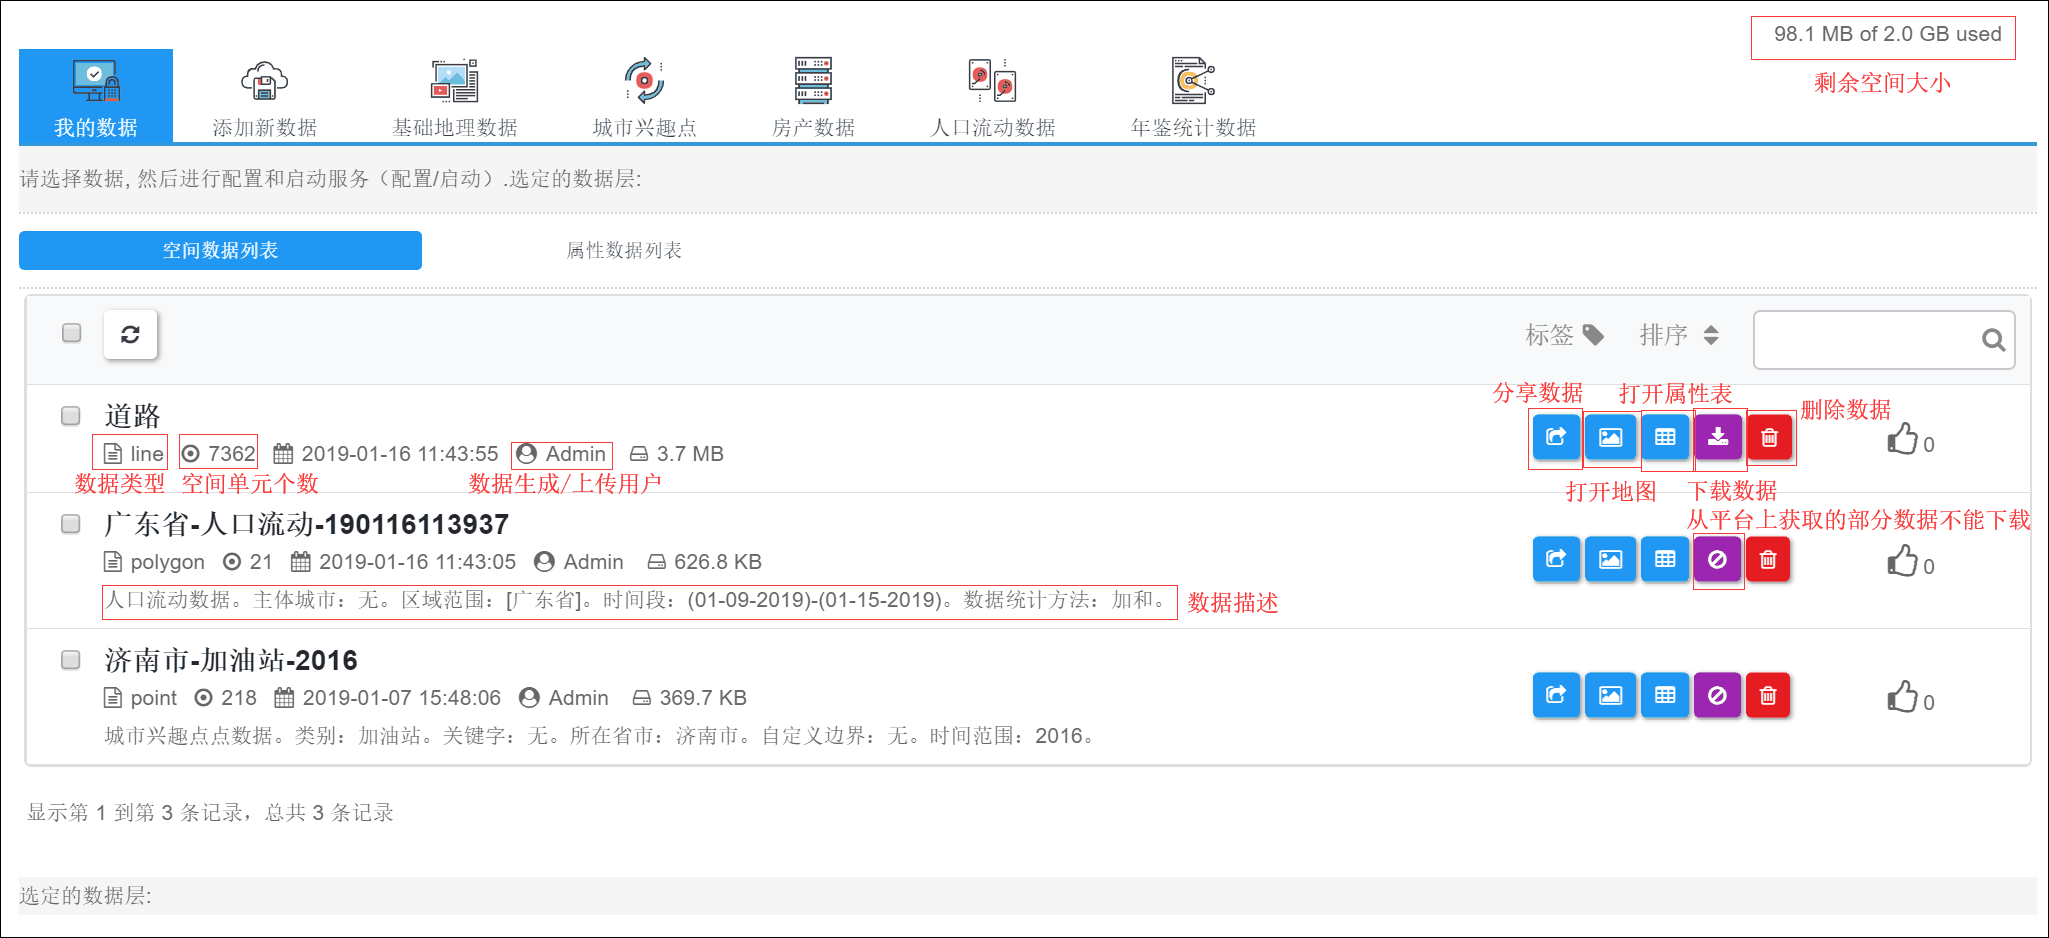 98.1 MB of 2.0 GB used
剩余空间大小
我的数据
添加新数据
基础地理数据
城市兴趣点
房产数据
人口流动数据
年鉴统计数据
请选择数据, 然后进行配置和启动服务（配置/启动）.选定的数据层:
空间数据列表
属性数据列表
标签
排序
分享数据
打开属性表
删除数据
道路
line 7362 2019-01-16 11:43:55 Admin 3.7 MB
0
数据类型
空间单元个数
数据生成/上传用户
打开地图
下载数据
从平台上获取的部分数据不能下载
广东省-人口流动-190116113937
polygon 21 2019-01-16 11:43:05 Admin 626.8 KB
0
人口流动数据。主体城市：无。区域范围：[广东省]。时间段：(01-09-2019)-(01-15-2019)。数据统计方法：加和。
数据描述
济南市-加油站-2016
point 218 2019-01-07 15:48:06 Admin 369.7 KB
0
城市兴趣点点数据。类别：加油站。关键字：无。所在省市：济南市。自定义边界：无。时间范围：2016。
显示第 1 到第 3 条记录，总共 3 条记录
选定的数据层: